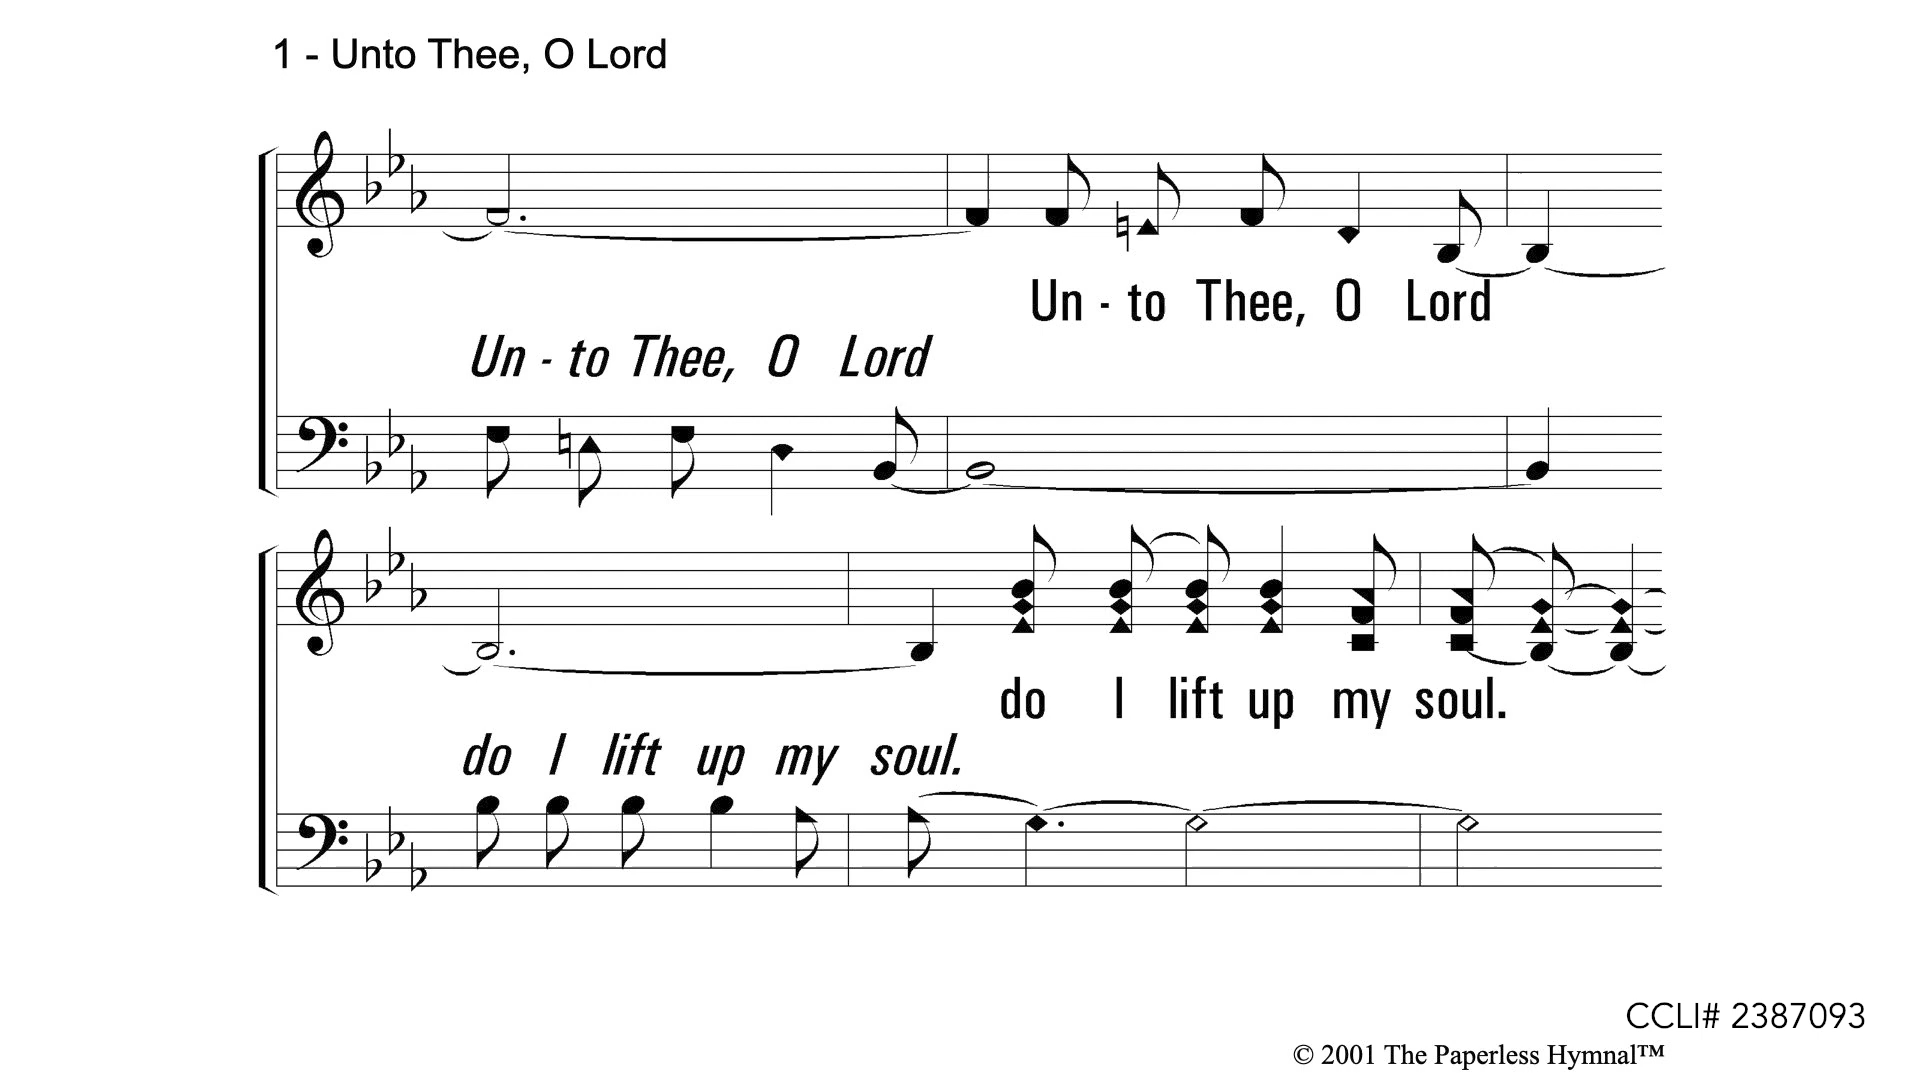 1 - Unto Thee, O Lord
Un - to Thee, O Lord
Un - to Thee, O Lord
do I lift up my soul.
do I lift up my soul.
CCLI# 2387093
© 2001 The Paperless Hymnal™